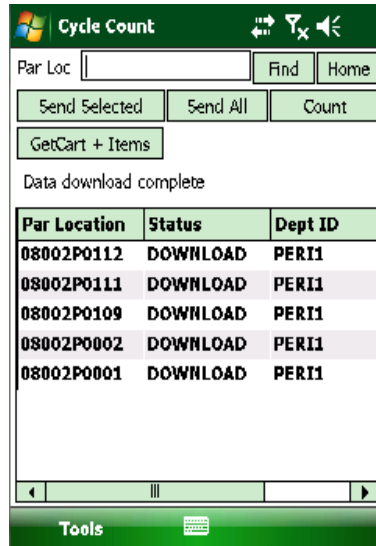 Cycle Count
Par Loc Find Home
Send Selected Send All Count
GetCart + Items
Data download complete
Par Location Status Dept ID
08002P0112 DOWNLOAD PERI1
08002P0111 DOWNLOAD PERI1
08002P0109 DOWNLOAD PERI1
08002P0002 DOWNLOAD PERI1
08002P0001 DOWNLOAD PERI1
Tools